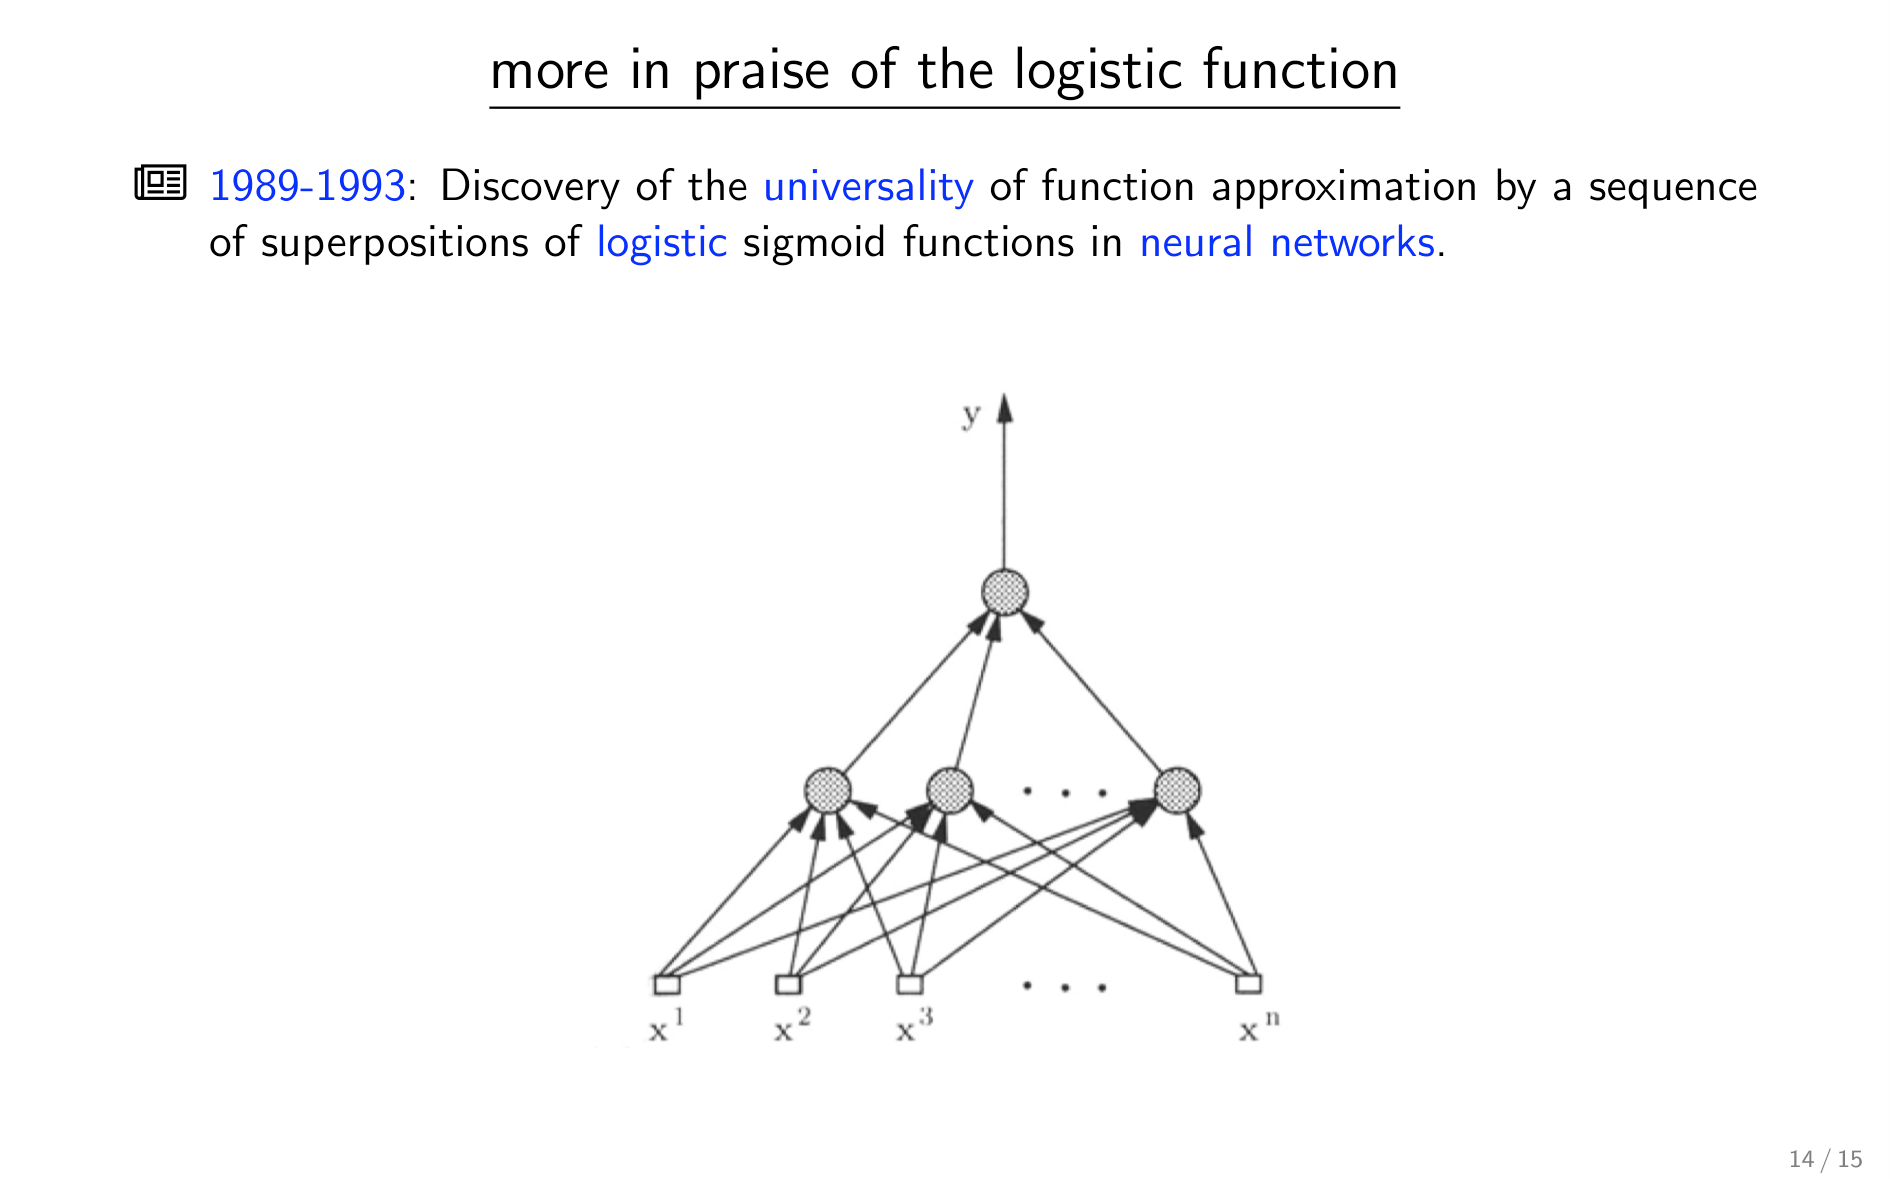 more in praise of the logistic function
1989-1993: Discovery of the universality of function approximation by a sequence
of superpositions of logistic sigmoid functions in neural networks.
y
. . .
. . .
x^1 x^2 x^3 x^n
14 / 15